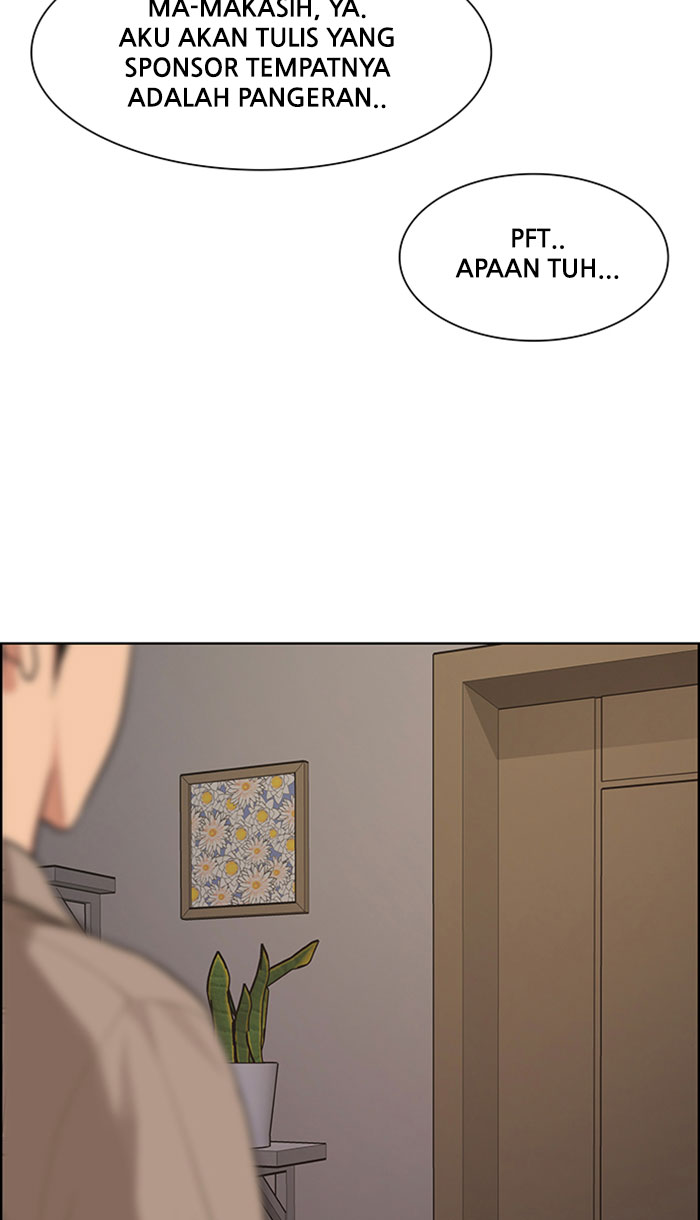 MA-MAKASIH, YA.
AKU AKAN TULIS YANG
SPONSOR TEMPATNYA
ADALAH PANGERAN..
PFT..
APAAN TUH...